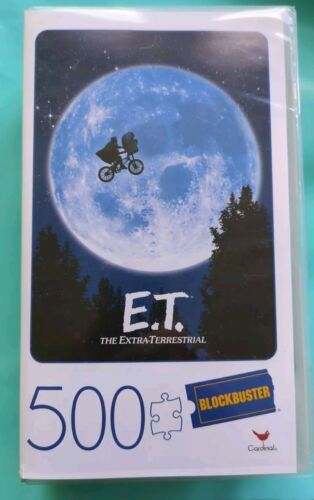 E.T.
THE EXTRA-TERRESTRIAL
500
BLOCKBUSTER
Cardinal